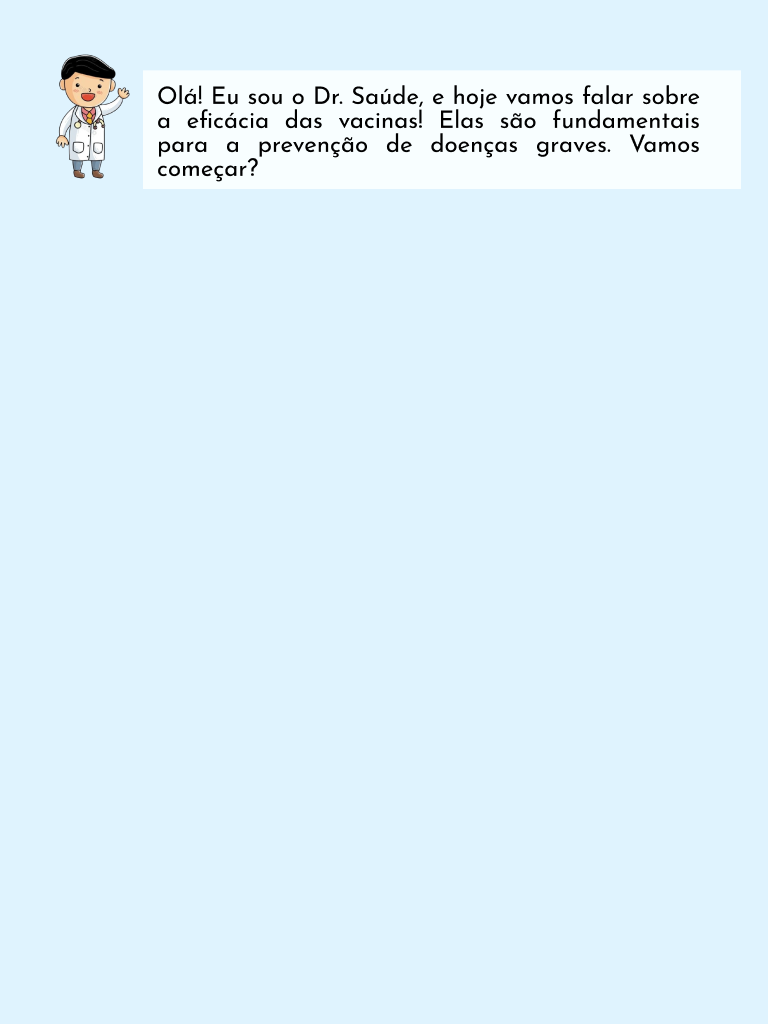 Olá! Eu sou o Dr. Saúde, e hoje vamos falar sobre
a eficácia das vacinas! Elas são fundamentais
para a prevenção de doenças graves. Vamos
começar?